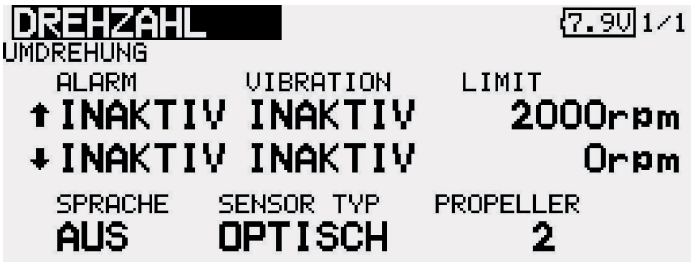 DREHZAHL 7.9V 1/1
UMDREHUNG
ALARM VIBRATION LIMIT
↑ INAKTIV INAKTIV 2000rpm
↓ INAKTIV INAKTIV 0rpm
SPRACHE SENSOR TYP PROPELLER
AUS OPTISCH 2